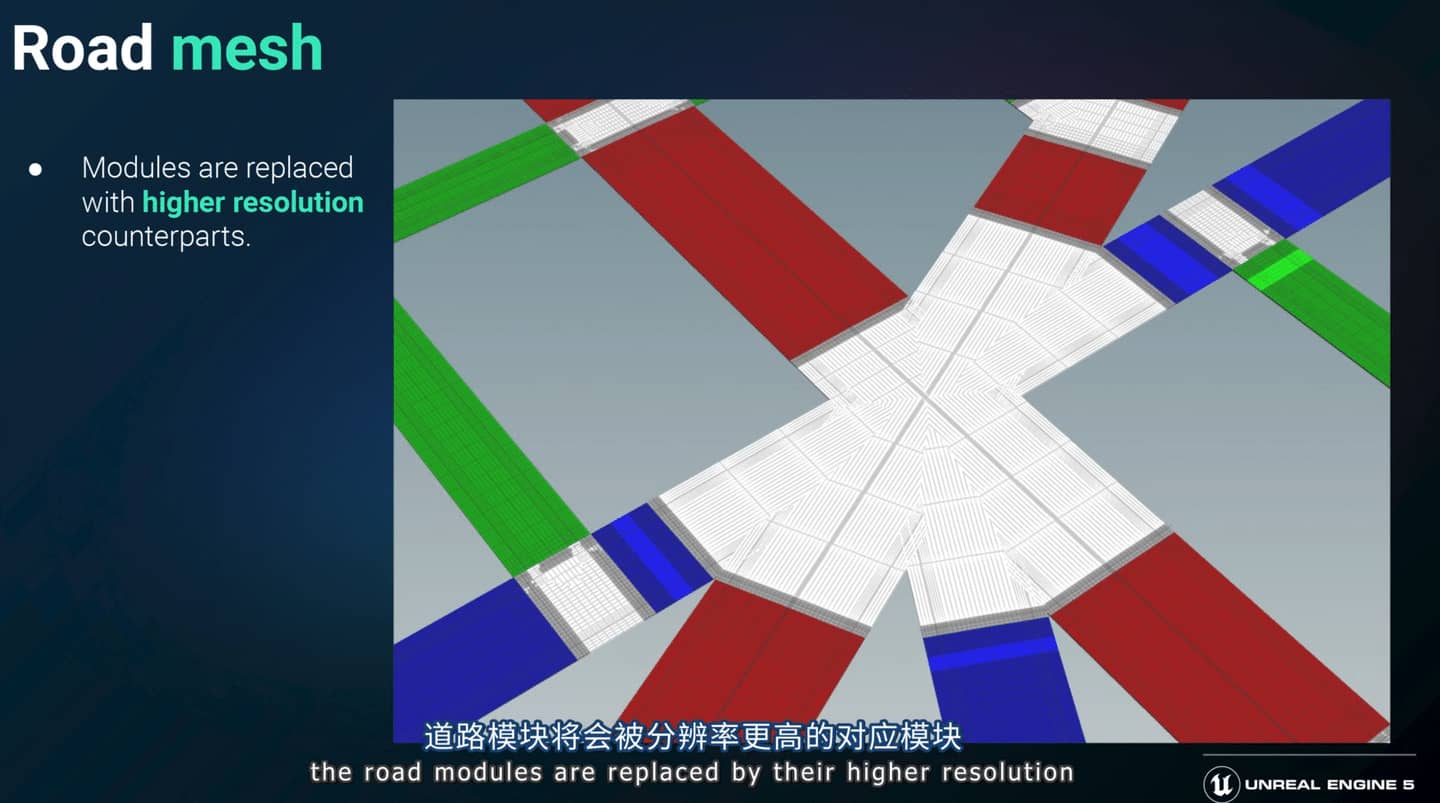 Road mesh
● Modules are replaced
with higher resolution
counterparts.
道路模块将会被分辨率更高的对应模块
the road modules are replaced by their higher resolution
UNREAL ENGINE 5